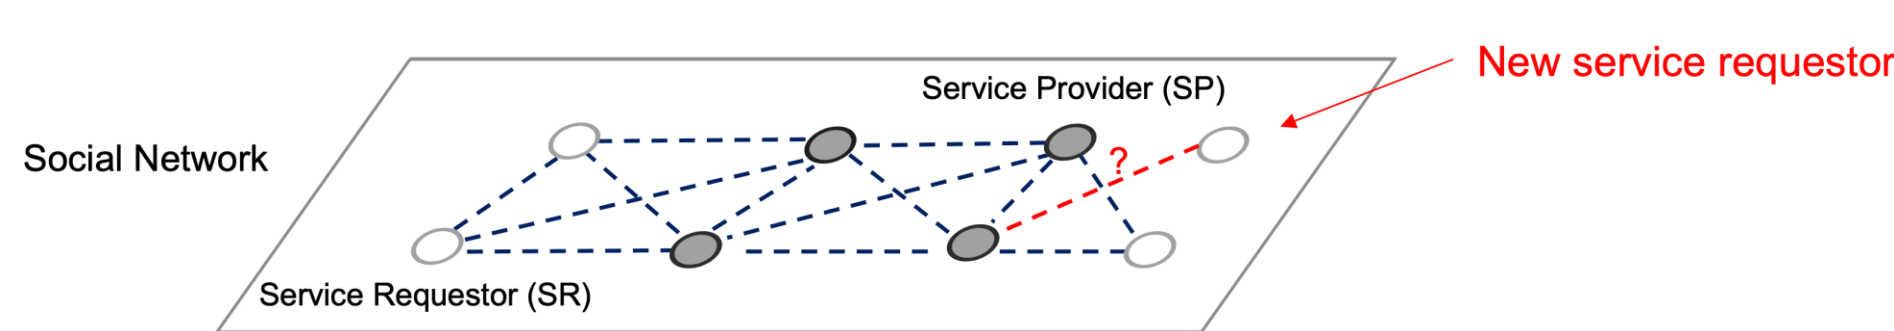 New service requestor
Service Provider (SP)
Social Network
?
Service Requestor (SR)